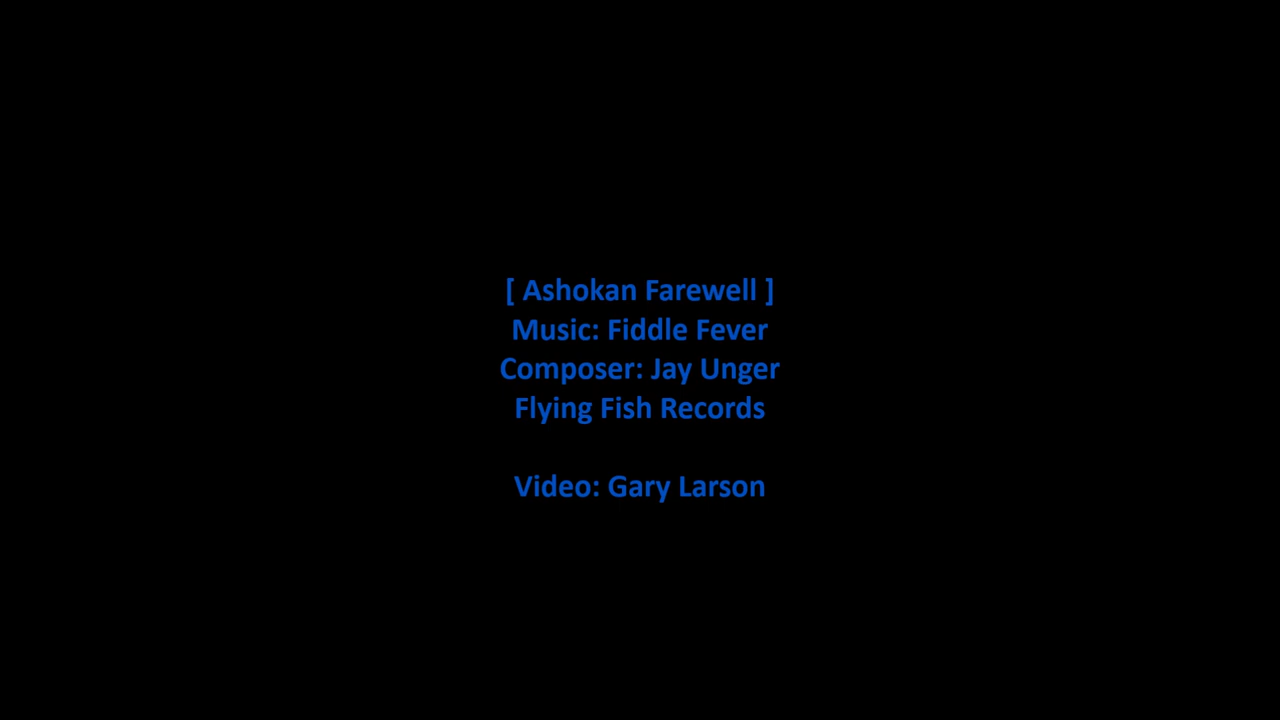 [ Ashokan Farewell ]
Music: Fiddle Fever
Composer: Jay Unger
Flying Fish Records
Video: Gary Larson